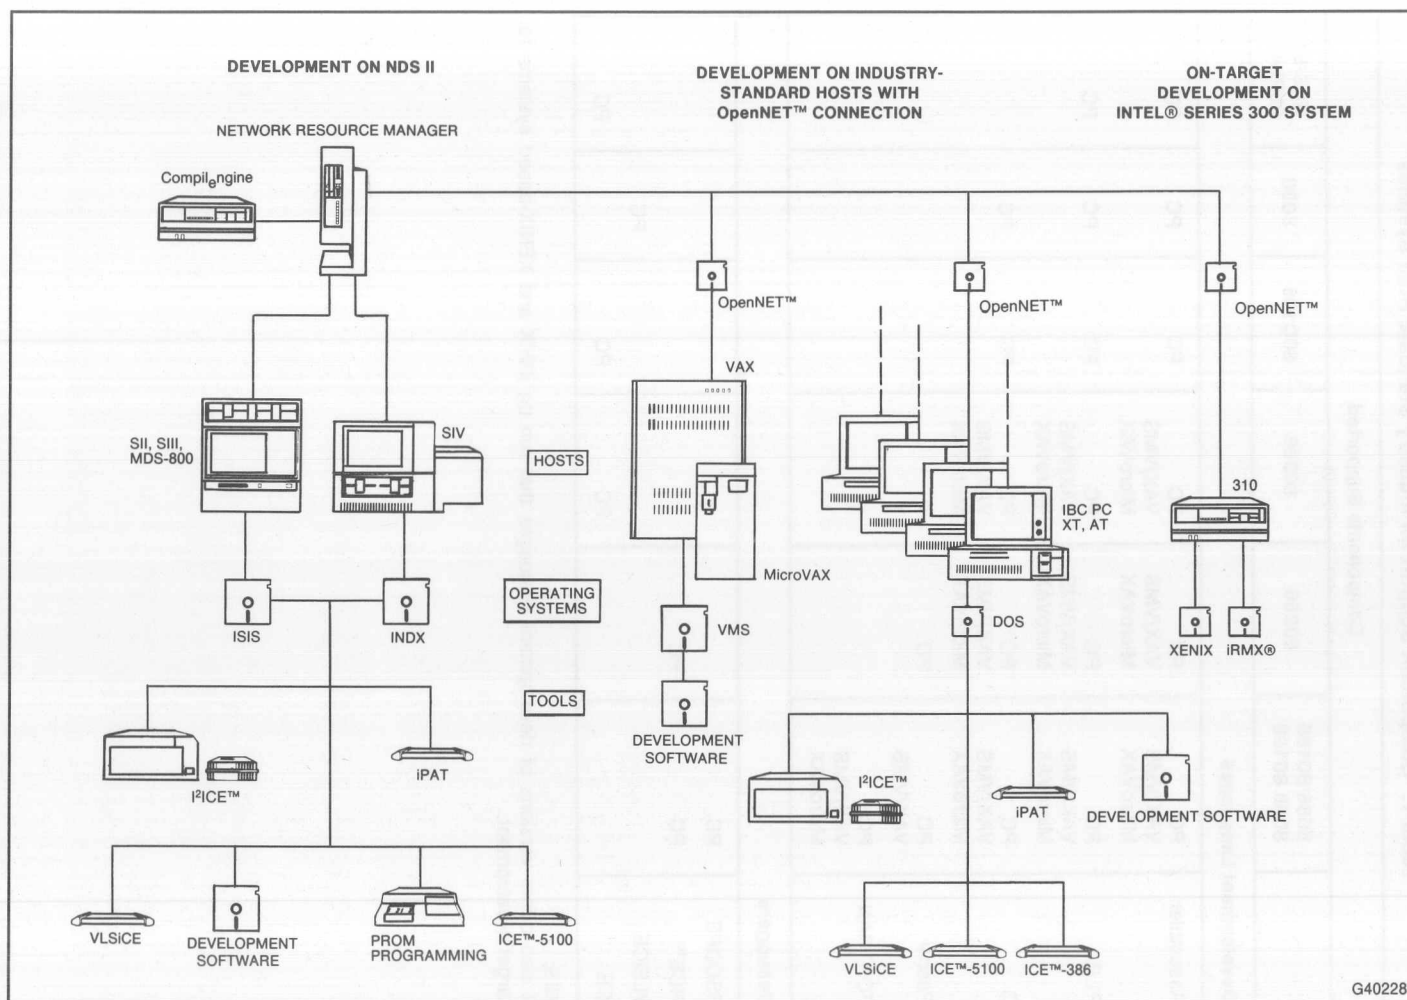 DEVELOPMENT ON NDS II
DEVELOPMENT ON INDUSTRY-
STANDARD HOSTS WITH
OpenNET™ CONNECTION
ON-TARGET
DEVELOPMENT ON
INTEL® SERIES 300 SYSTEM
NETWORK RESOURCE MANAGER
Compilengine
OpenNET™
OpenNET™
OpenNET™
VAX
SII, SIII,
MDS-800
SIV
HOSTS
310
IBC PC
XT, AT
MicroVAX
OPERATING
SYSTEMS
ISIS
INDX
VMS
DOS
XENIX
iRMX®
TOOLS
DEVELOPMENT
SOFTWARE
I²ICE™
iPAT
I²ICE™
iPAT
DEVELOPMENT SOFTWARE
VLSiCE
DEVELOPMENT
SOFTWARE
PROM
PROGRAMMING
ICE™-5100
VLSiCE
ICE™-5100
ICE™-386
G40228